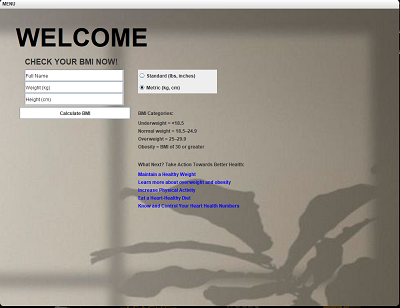 MENU
WELCOME
CHECK YOUR BMI NOW!
Full Name
Weight (kg)
Height (cm)
Calculate BMI
Standard (lbs, inches)
Metric (kg, cm)
BMI Categories:
Underweight = <18.5
Normal weight = 18.5-24.9
Overweight = 25-29.9
Obesity = BMI of 30 or greater
What Next? Take Action Towards Better Health:
Maintain a Healthy Weight
Learn more about overweight and obesity
Increase Physical Activity
Eat a Heart-Healthy Diet
Know and Control Your Heart Health Numbers